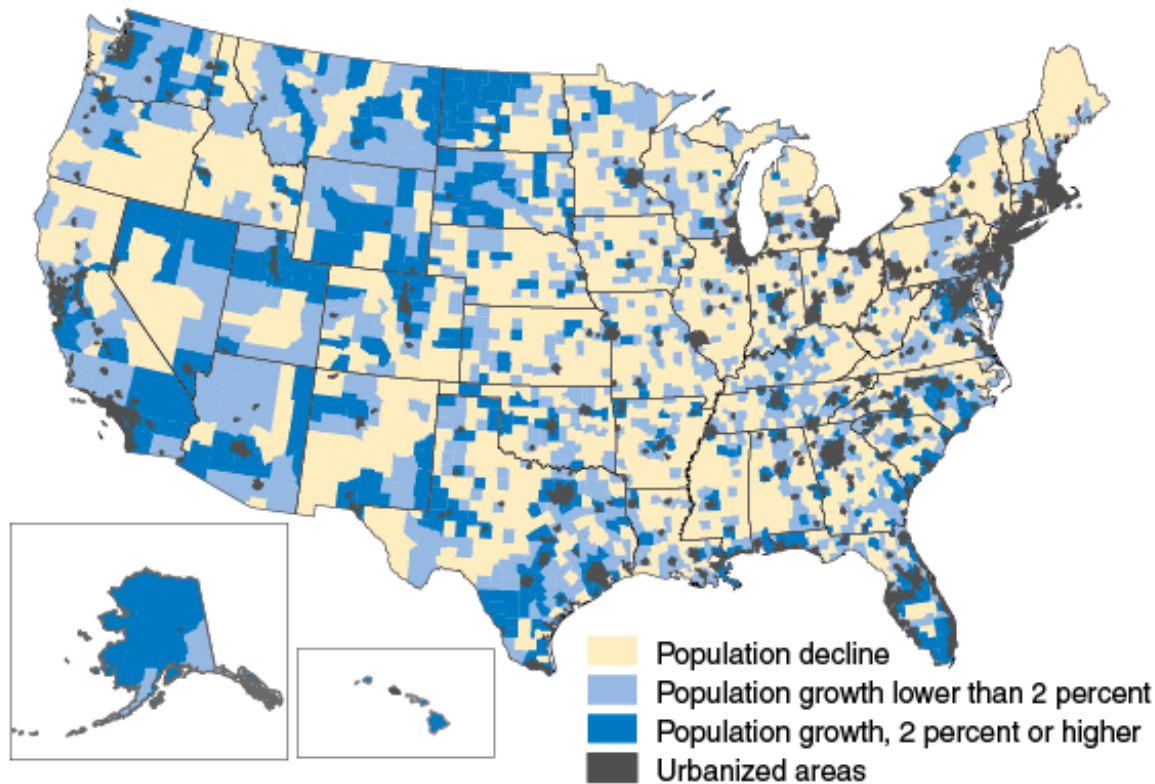 Population decline
Population growth lower than 2 percent
Population growth, 2 percent or higher
Urbanized areas